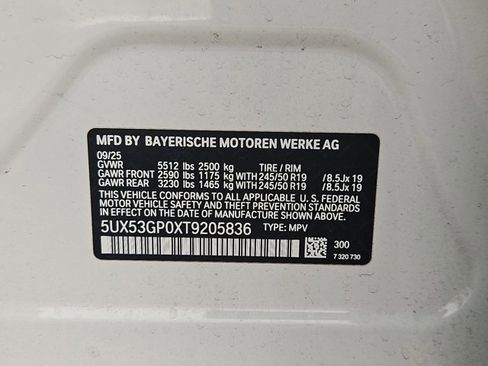 MFD BY BAYERISCHE MOTOREN WERKE AG
09/25
GVWR 5512 lbs 2500 kg TIRE / RIM
GAWR FRONT 2590 lbs 1175 kg WITH 245/50 R19 /8.5Jx 19
GAWR REAR 3230 lbs 1465 kg WITH 245/50 R19 /8.5Jx 19
THIS VEHICLE CONFORMS TO ALL APPLICABLE U.S. FEDERAL
MOTOR VEHICLE SAFETY AND THEFT PREVENTION STANDARDS
IN EFFECT ON THE DATE OF MANUFACTURE SHOWN ABOVE.
5UX53GP0XT9205836 TYPE: MPV
300
7 320 730